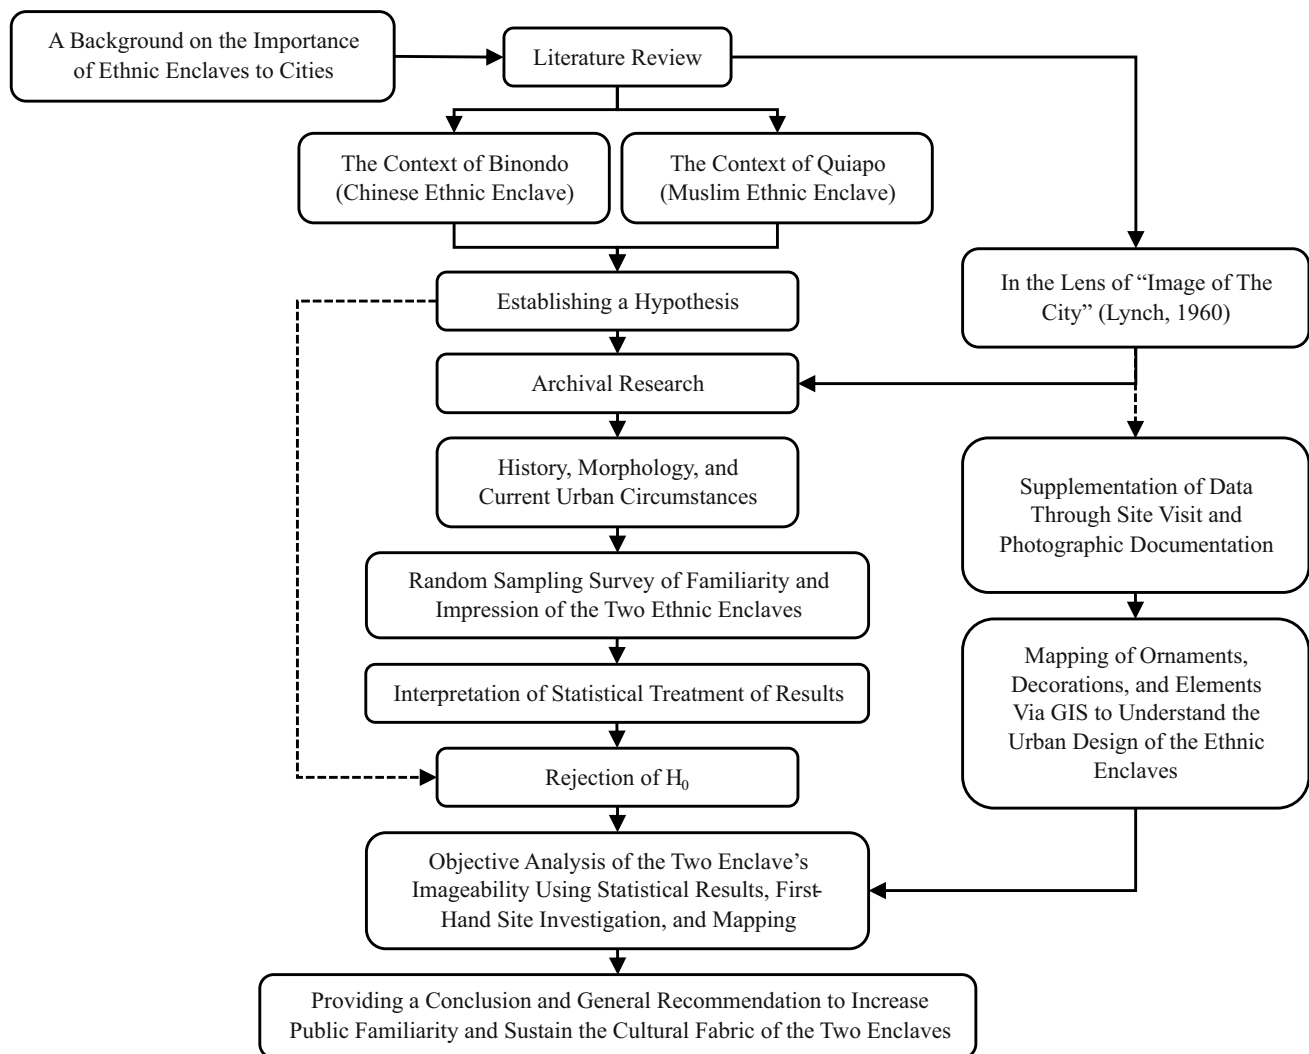 A Background on the Importance
of Ethnic Enclaves to Cities
Literature Review
The Context of Binondo
(Chinese Ethnic Enclave)
The Context of Quiapo
(Muslim Ethnic Enclave)
In the Lens of “Image of The
City” (Lynch, 1960)
Establishing a Hypothesis
Archival Research
History, Morphology, and
Current Urban Circumstances
Supplementation of Data
Through Site Visit and
Photographic Documentation
Random Sampling Survey of Familiarity and
Impression of the Two Ethnic Enclaves
Interpretation of Statistical Treatment of Results
Mapping of Ornaments,
Decorations, and Elements
Via GIS to Understand the
Urban Design of the Ethnic
Enclaves
Rejection of H₀
Objective Analysis of the Two Enclave’s
Imageability Using Statistical Results, First-
Hand Site Investigation, and Mapping
Providing a Conclusion and General Recommendation to Increase
Public Familiarity and Sustain the Cultural Fabric of the Two Enclaves